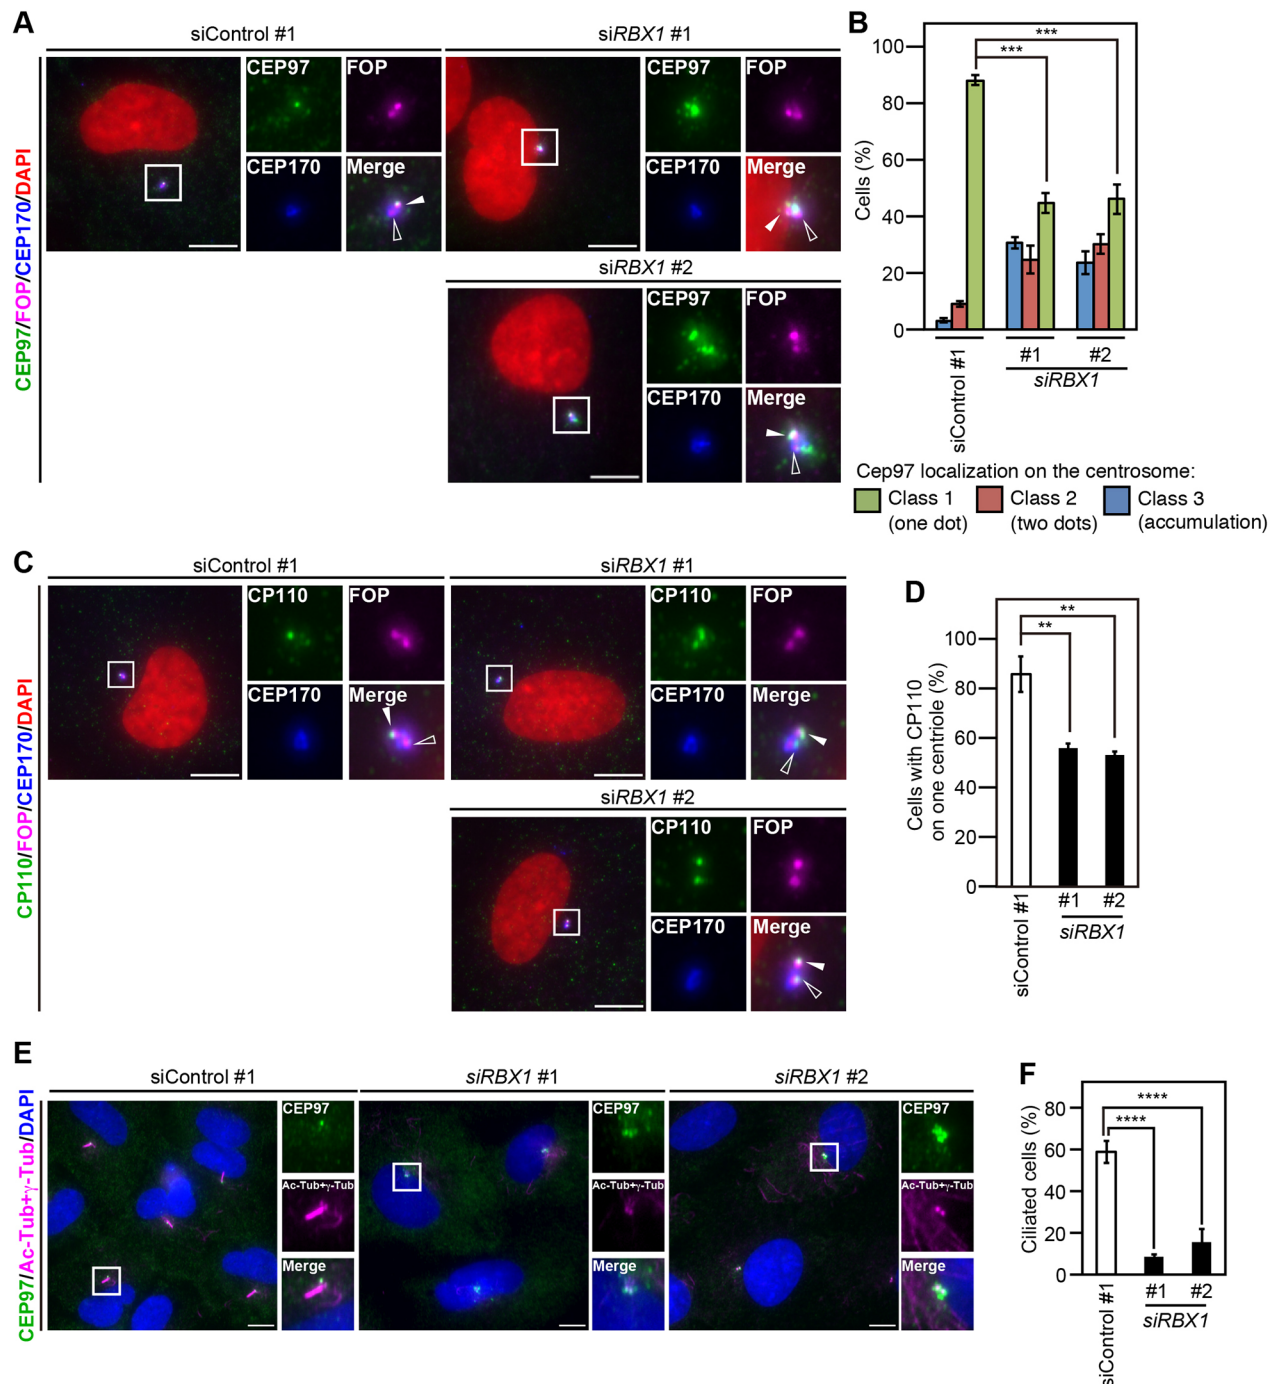 A
siControl #1
siRBX1 #1
CEP97/FOP/CEP170/DAPI
CEP97
FOP
CEP170
Merge
CEP97
FOP
CEP170
Merge
siRBX1 #2
CEP97
FOP
CEP170
Merge
B
Cells (%)
100
80
60
40
20
0
***
***
siControl #1
#1
#2
siRBX1
Cep97 localization on the centrosome:
Class 1
(one dot)
Class 2
(two dots)
Class 3
(accumulation)
C
siControl #1
siRBX1 #1
CP110/FOP/CEP170/DAPI
CP110
FOP
CEP170
Merge
CP110
FOP
CEP170
Merge
siRBX1 #2
CP110
FOP
CEP170
Merge
D
Cells with CP110
on one centriole (%)
100
80
60
40
20
0
**
**
siControl #1
#1
#2
siRBX1
E
siControl #1
siRBX1 #1
siRBX1 #2
CEP97/Ac-Tub+γ-Tub/DAPI
CEP97
Ac-Tub+γ-Tub
Merge
CEP97
Ac-Tub+γ-Tub
Merge
CEP97
Ac-Tub+γ-Tub
Merge
F
Ciliated cells (%)
80
60
40
20
0
****
****
siControl #1
#1
#2
siRBX1